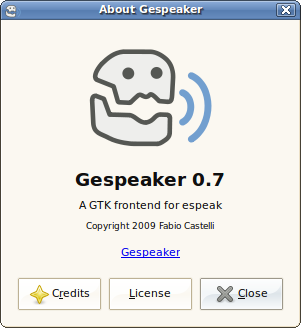 About Gespeaker
Gespeaker 0.7
A GTK frontend for espeak
Copyright 2009 Fabio Castelli
Gespeaker
Credits
License
Close